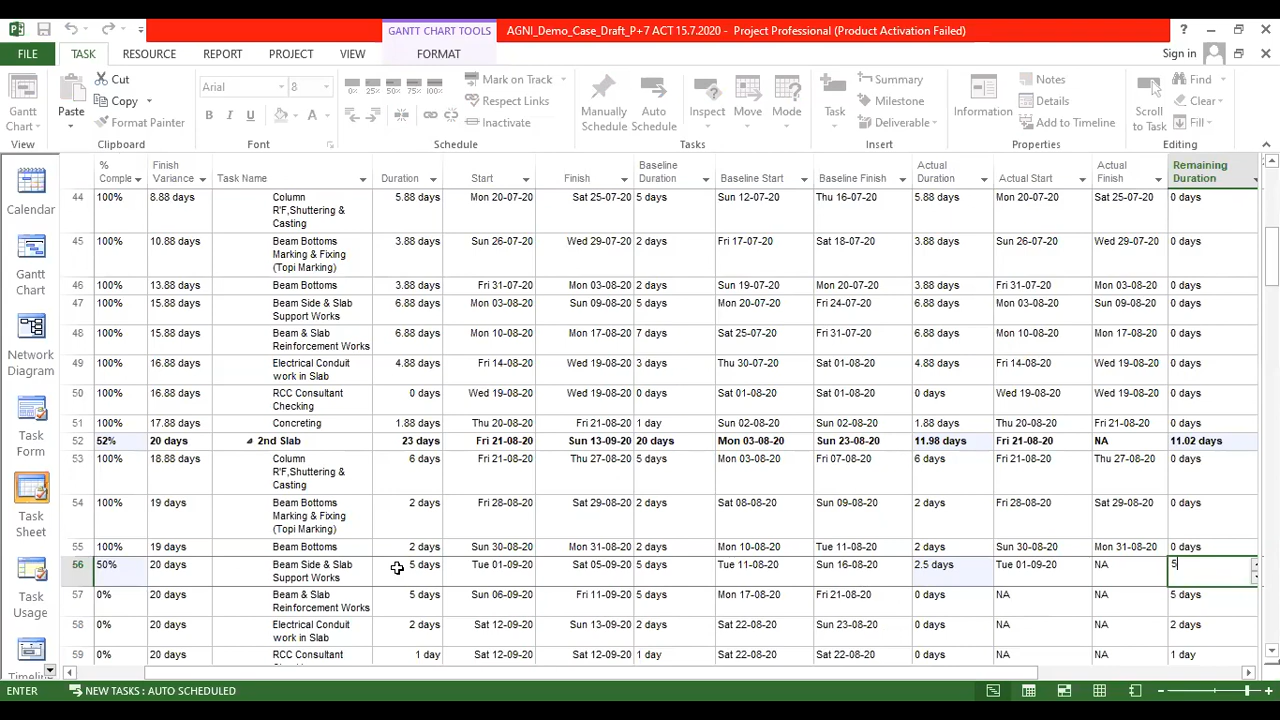 GANTT CHART TOOLS
AGNI_Demo_Case_Draft_P+7 ACT 15.7.2020 - Project Professional (Product Activation Failed)
FILE TASK RESOURCE REPORT PROJECT VIEW FORMAT Sign in
Gantt Chart
View
Paste
Cut
Copy
Format Painter
Clipboard
Arial 8
B I U A
Font
0% 25% 50% 75% 100%
Mark on Track
Respect Links
Inactivate
Schedule
Manually Schedule
Auto Schedule
Inspect
Move
Mode
Tasks
Task
Summary
Milestone
Deliverable
Insert
Information
Notes
Details
Add to Timeline
Properties
Scroll to Task
Find
Clear
Fill
Editing
Calendar
Gantt Chart
Network Diagram
Task Form
Task Sheet
Task Usage
Timeline
% Comple Finish Variance Task Name Duration Start Finish Baseline Duration Baseline Start Baseline Finish Actual Duration Actual Start Actual Finish Remaining Duration
44 100% 8.88 days Column R'F,Shuttering & Casting 5.88 days Mon 20-07-20 Sat 25-07-20 5 days Sun 12-07-20 Thu 16-07-20 5.88 days Mon 20-07-20 Sat 25-07-20 0 days
45 100% 10.88 days Beam Bottoms Marking & Fixing (Topi Marking) 3.88 days Sun 26-07-20 Wed 29-07-20 2 days Fri 17-07-20 Sat 18-07-20 3.88 days Sun 26-07-20 Wed 29-07-20 0 days
46 100% 13.88 days Beam Bottoms 3.88 days Fri 31-07-20 Mon 03-08-20 2 days Sun 19-07-20 Mon 20-07-20 3.88 days Fri 31-07-20 Mon 03-08-20 0 days
47 100% 15.88 days Beam Side & Slab Support Works 6.88 days Mon 03-08-20 Sun 09-08-20 5 days Mon 20-07-20 Fri 24-07-20 6.88 days Mon 03-08-20 Sun 09-08-20 0 days
48 100% 15.88 days Beam & Slab Reinforcement Works 6.88 days Mon 10-08-20 Mon 17-08-20 7 days Sat 25-07-20 Fri 31-07-20 6.88 days Mon 10-08-20 Mon 17-08-20 0 days
49 100% 16.88 days Electrical Conduit work in Slab 4.88 days Fri 14-08-20 Wed 19-08-20 3 days Thu 30-07-20 Sat 01-08-20 4.88 days Fri 14-08-20 Wed 19-08-20 0 days
50 100% 16.88 days RCC Consultant Checking 0 days Wed 19-08-20 Wed 19-08-20 0 days Sat 01-08-20 Sat 01-08-20 0 days Wed 19-08-20 Wed 19-08-20 0 days
51 100% 17.88 days Concreting 1.88 days Thu 20-08-20 Fri 21-08-20 1 day Sun 02-08-20 Sun 02-08-20 1.88 days Thu 20-08-20 Fri 21-08-20 0 days
52 52% 20 days 2nd Slab 23 days Fri 21-08-20 Sun 13-09-20 20 days Mon 03-08-20 Sun 23-08-20 11.98 days Fri 21-08-20 NA 11.02 days
53 100% 18.88 days Column R'F,Shuttering & Casting 6 days Fri 21-08-20 Thu 27-08-20 5 days Mon 03-08-20 Fri 07-08-20 6 days Fri 21-08-20 Thu 27-08-20 0 days
54 100% 19 days Beam Bottoms Marking & Fixing (Topi Marking) 2 days Fri 28-08-20 Sat 29-08-20 2 days Sat 08-08-20 Sun 09-08-20 2 days Fri 28-08-20 Sat 29-08-20 0 days
55 100% 19 days Beam Bottoms 2 days Sun 30-08-20 Mon 31-08-20 2 days Mon 10-08-20 Tue 11-08-20 2 days Sun 30-08-20 Mon 31-08-20 0 days
56 50% 20 days Beam Side & Slab Support Works 5 days Tue 01-09-20 Sat 05-09-20 5 days Tue 11-08-20 Sun 16-08-20 2.5 days Tue 01-09-20 NA 5
57 0% 20 days Beam & Slab Reinforcement Works 5 days Sun 06-09-20 Fri 11-09-20 5 days Mon 17-08-20 Fri 21-08-20 0 days NA NA 5 days
58 0% 20 days Electrical Conduit work in Slab 2 days Sat 12-09-20 Sun 13-09-20 2 days Sat 22-08-20 Sun 23-08-20 0 days NA NA 2 days
59 0% 20 days RCC Consultant 1 day Sat 12-09-20 Sat 12-09-20 1 day Sat 22-08-20 Sat 22-08-20 0 days NA NA 1 day
ENTER NEW TASKS : AUTO SCHEDULED